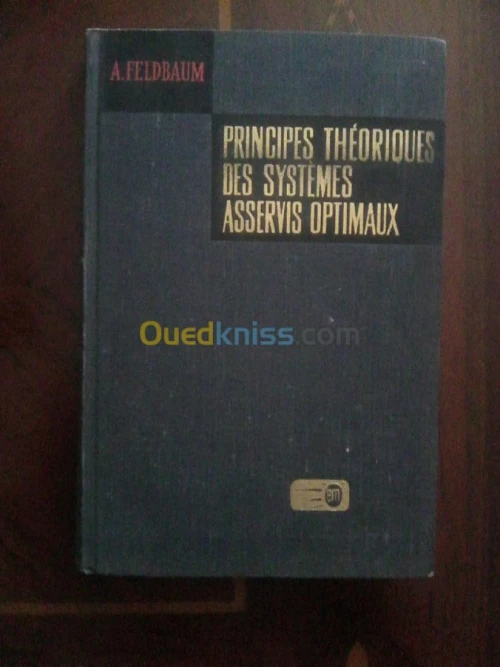 A. FELDBAUM
PRINCIPES THÉORIQUES
DES SYSTÈMES
ASSERVIS OPTIMAUX
Ouedkniss.com